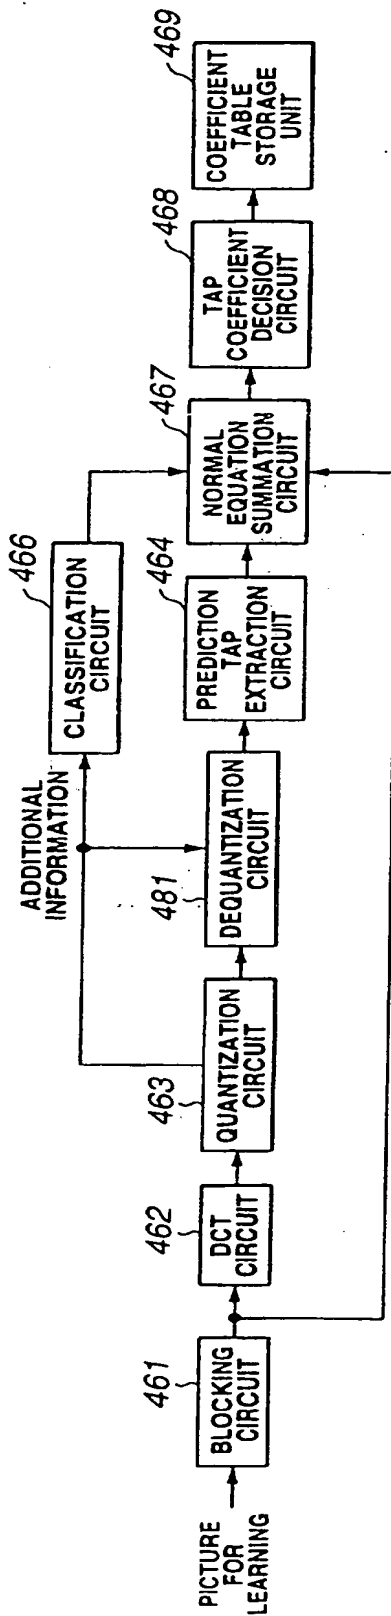 PICTURE
FOR
LEARNING
461
BLOCKING
CIRCUIT
462
DCT
CIRCUIT
463
QUANTIZATION
CIRCUIT
ADDITIONAL
INFORMATION
481
DEQUANTIZATION
CIRCUIT
466
CLASSIFICATION
CIRCUIT
464
PREDICTION
TAP
EXTRACTION
CIRCUIT
467
NORMAL
EQUATION
SUMMATION
CIRCUIT
468
TAP
COEFFICIENT
DECISION
CIRCUIT
469
COEFFICIENT
TABLE
STORAGE
UNIT